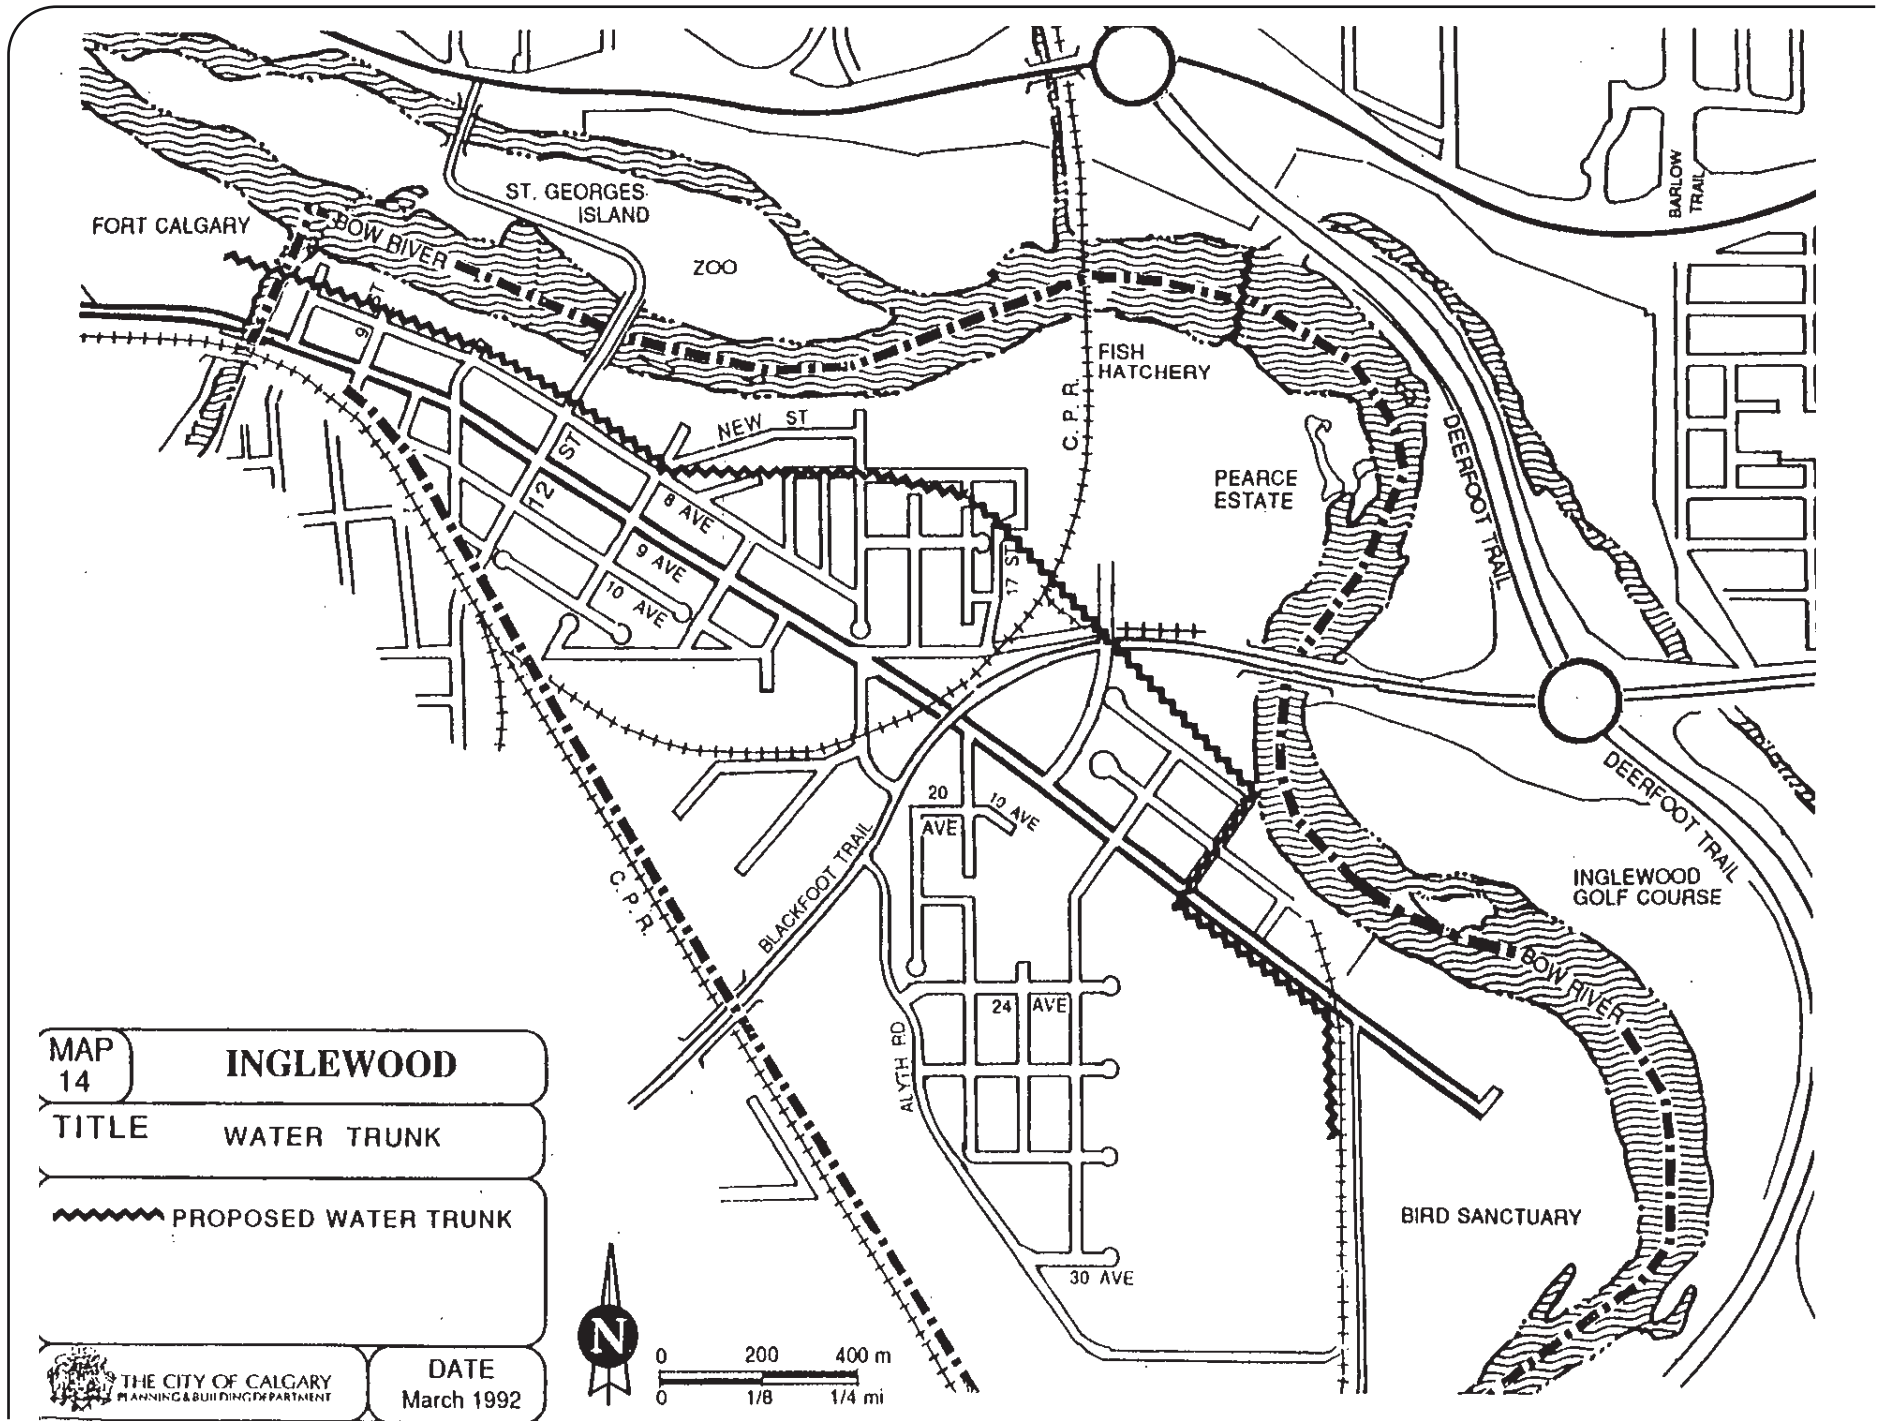 BARLOW
TRAIL
ST. GEORGES
ISLAND
FORT CALGARY
BOW RIVER
ZOO
9
ST
FISH
HATCHERY
C. P. R.
NEW ST
DEERFOOT TRAIL
12 ST
PEARCE
ESTATE
8 AVE
9 AVE
10 AVE
17 ST
DEERFOOT TRAIL
20
AVE
10 AVE
BLACKFOOT TRAIL
C. P. R.
INGLEWOOD
GOLF COURSE
BOW RIVER
24 AVE
ALYTH RD
BIRD SANCTUARY
30 AVE
MAP
14
INGLEWOOD
TITLE
WATER TRUNK
PROPOSED WATER TRUNK
THE CITY OF CALGARY
PLANNING & BUILDING DEPARTMENT
DATE
March 1992
N
0 200 400 m
0 1/8 1/4 mi